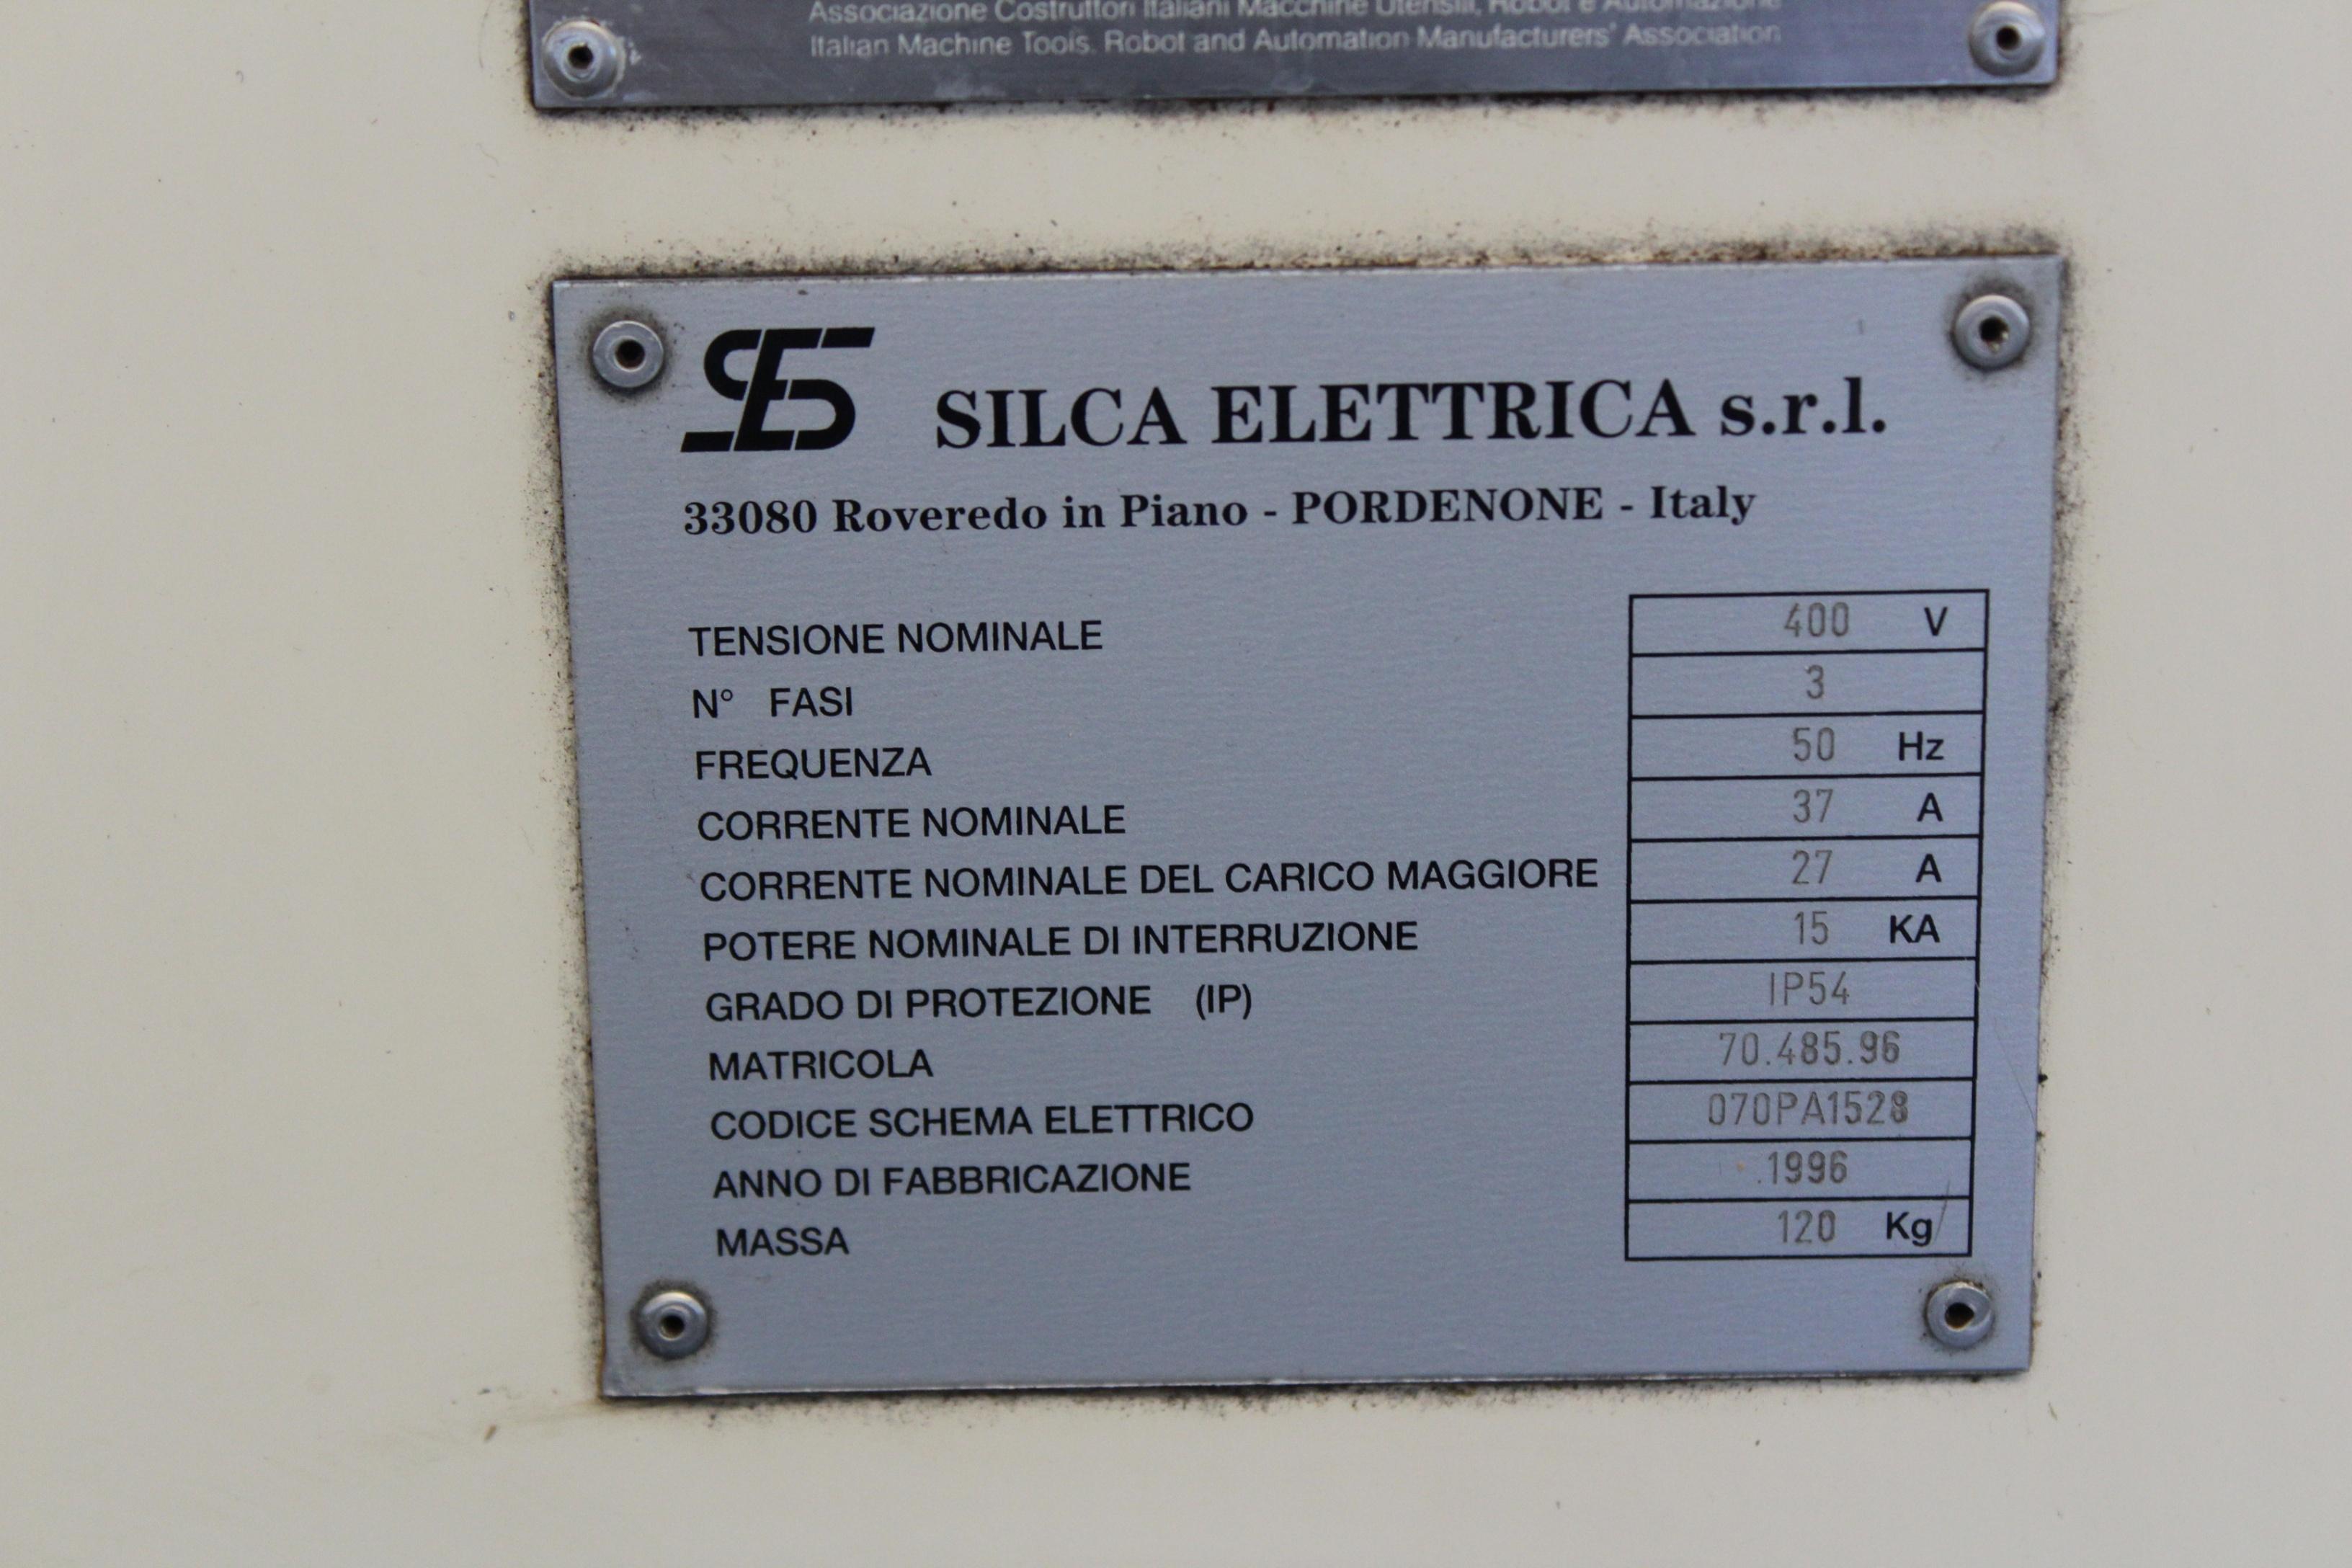 Associazione Costruttori Italiani Macchine Utensili, Robot e Automazione
Italian Machine Tools, Robot and Automation Manufacturers' Association
SES SILCA ELETTRICA s.r.l.
33080 Roveredo in Piano - PORDENONE - Italy
TENSIONE NOMINALE 400 V
N° FASI 3
FREQUENZA 50 Hz
CORRENTE NOMINALE 37 A
CORRENTE NOMINALE DEL CARICO MAGGIORE 27 A
POTERE NOMINALE DI INTERRUZIONE 15 KA
GRADO DI PROTEZIONE (IP) IP54
MATRICOLA 70.485.96
CODICE SCHEMA ELETTRICO 070PA1528
ANNO DI FABBRICAZIONE 1996
MASSA 120 Kg